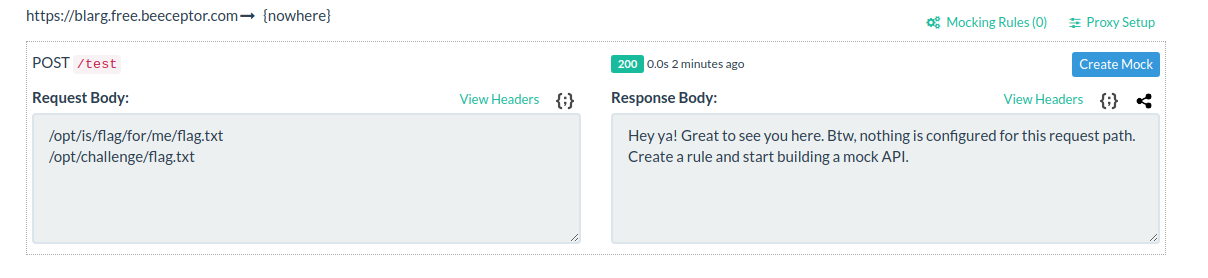 https://blarg.free.beeceptor.com → {nowhere}
Mocking Rules (0) Proxy Setup
POST /test
200 0.0s 2 minutes ago
Create Mock
Request Body:
View Headers {;}
Response Body:
View Headers {;}
/opt/is/flag/for/me/flag.txt
/opt/challenge/flag.txt
Hey ya! Great to see you here. Btw, nothing is configured for this request path.
Create a rule and start building a mock API.